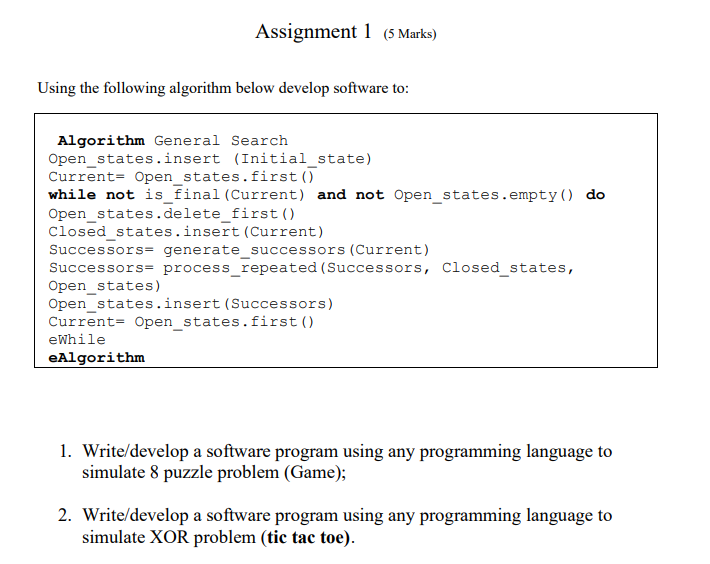 Assignment 1 (5 Marks)
Using the following algorithm below develop software to:
Algorithm General Search
Open_states.insert (Initial_state)
Current= Open_states.first()
while not is_final(Current) and not Open_states.empty() do
Open_states.delete_first()
Closed_states.insert(Current)
Successors= generate_successors(Current)
Successors= process_repeated(Successors, Closed_states,
Open_states)
Open_states.insert(Successors)
Current= Open_states.first()
eWhile
eAlgorithm
1. Write/develop a software program using any programming language to
simulate 8 puzzle problem (Game);
2. Write/develop a software program using any programming language to
simulate XOR problem (tic tac toe).